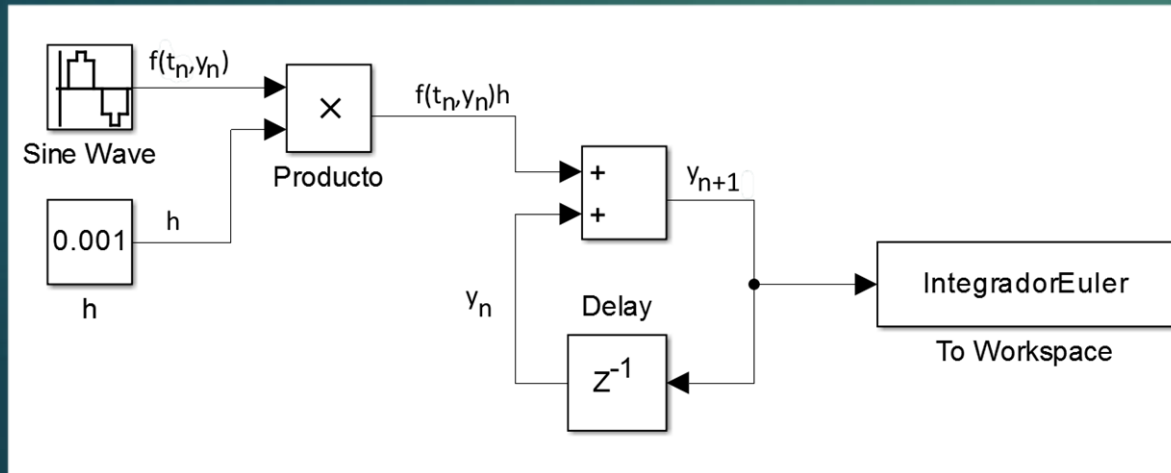 f(tₙ,yₙ)
×
f(tₙ,yₙ)h
Sine Wave
Producto
+
yₙ₊₁
+
0.001
h
h
IntegradorEuler
yₙ
Delay
To Workspace
Z⁻¹